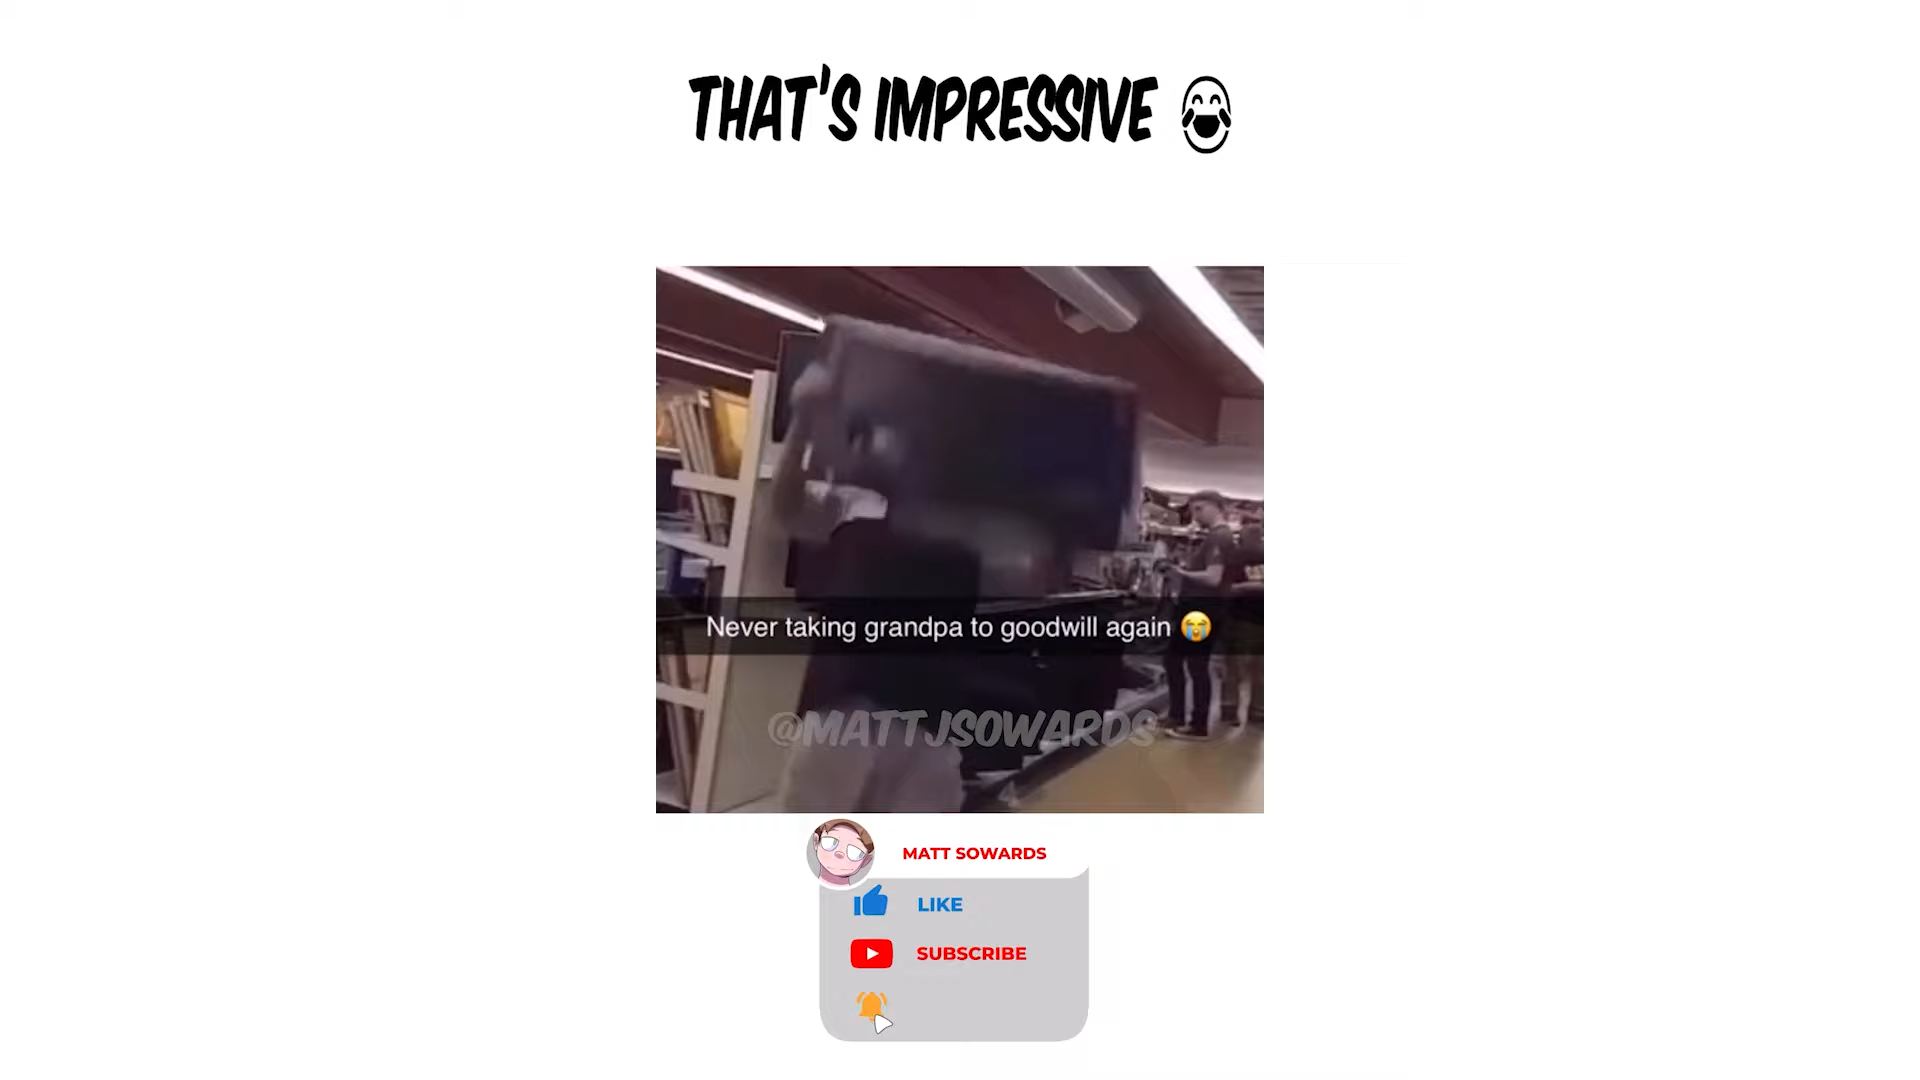 THAT'S IMPRESSIVE 😂
Never taking grandpa to goodwill again 😭
@MATTJSOWARDS
MATT SOWARDS
LIKE
SUBSCRIBE